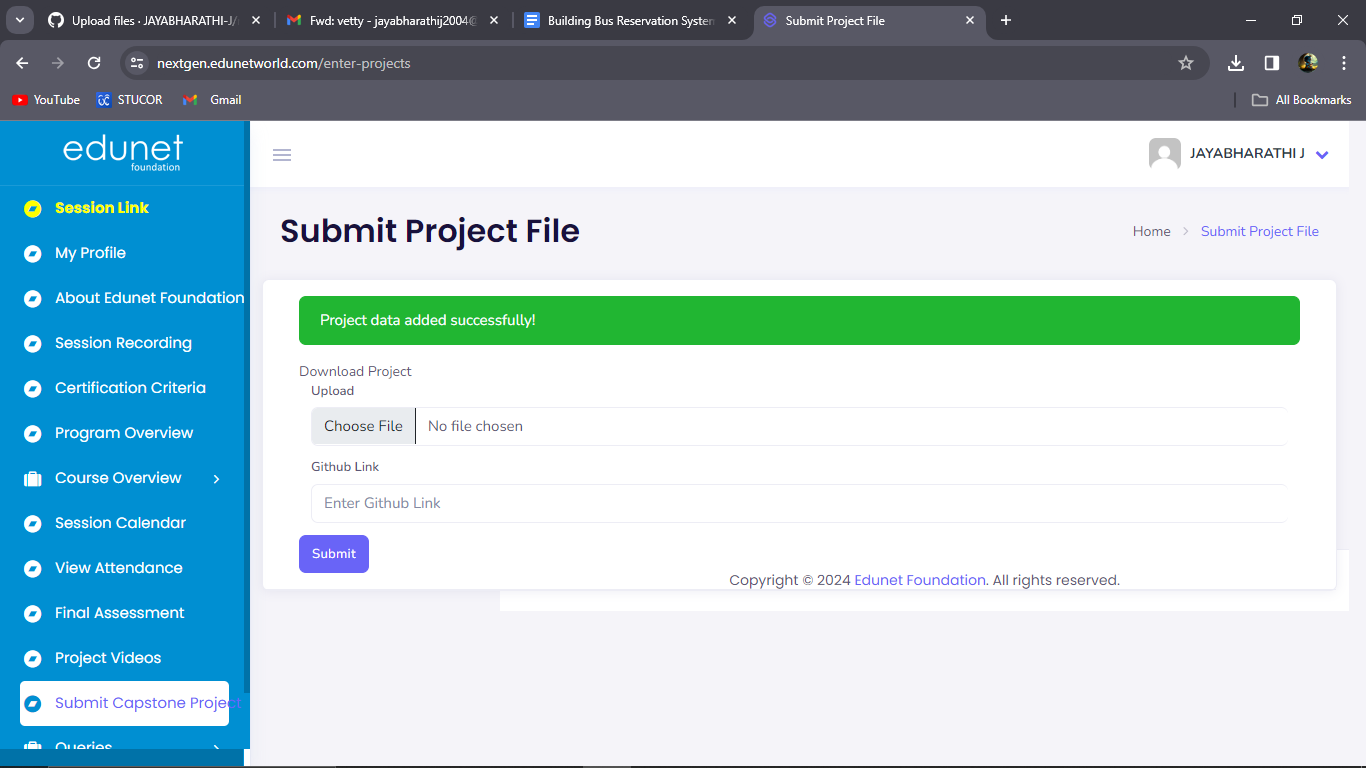 Upload files · JAYABHARATHI-J/
Fwd: vetty - jayabharathij2004@
Building Bus Reservation System
Submit Project File
nextgen.edunetworld.com/enter-projects
YouTube
STUCOR
Gmail
All Bookmarks
edunet
foundation
JAYABHARATHI J
Session Link
My Profile
About Edunet Foundation
Session Recording
Certification Criteria
Program Overview
Course Overview
Session Calendar
View Attendance
Final Assessment
Project Videos
Submit Capstone Project
Queries
Submit Project File
Home
Submit Project File
Project data added successfully!
Download Project
Upload
Choose File No file chosen
Github Link
Enter Github Link
Submit
Copyright © 2024 Edunet Foundation. All rights reserved.